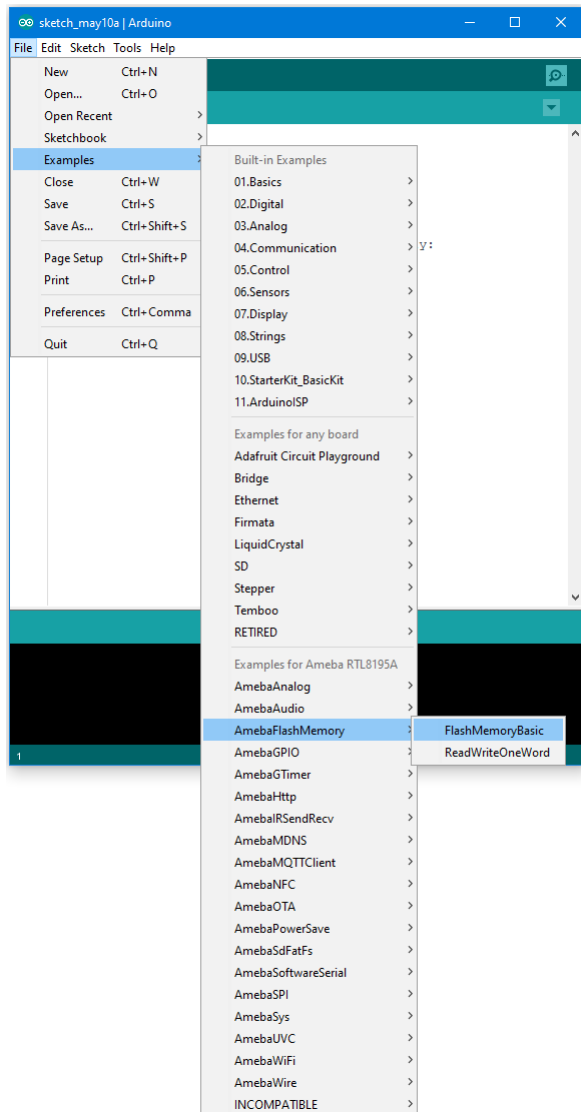 sketch_may10a | Arduino
File Edit Sketch Tools Help
New Ctrl+N
Open... Ctrl+O
Open Recent
Sketchbook
Examples
Close Ctrl+W
Save Ctrl+S
Save As... Ctrl+Shift+S
Page Setup Ctrl+Shift+P
Print Ctrl+P
Preferences Ctrl+Comma
Quit Ctrl+Q
Built-in Examples
01.Basics
02.Digital
03.Analog
04.Communication
y:
05.Control
06.Sensors
07.Display
08.Strings
09.USB
10.StarterKit_BasicKit
11.ArduinoISP
Examples for any board
Adafruit Circuit Playground
Bridge
Ethernet
Firmata
LiquidCrystal
SD
Stepper
Temboo
RETIRED
Examples for Ameba RTL8195A
AmebaAnalog
AmebaAudio
AmebaFlashMemory
FlashMemoryBasic
ReadWriteOneWord
AmebaGPIO
1
AmebaGTimer
AmebaHttp
AmebaIRSendRecv
AmebaMDNS
AmebaMQTTClient
AmebaNFC
AmebaOTA
AmebaPowerSave
AmebaSdFatFs
AmebaSoftwareSerial
AmebaSPI
AmebaSys
AmebaUVC
AmebaWiFi
AmebaWire
INCOMPATIBLE